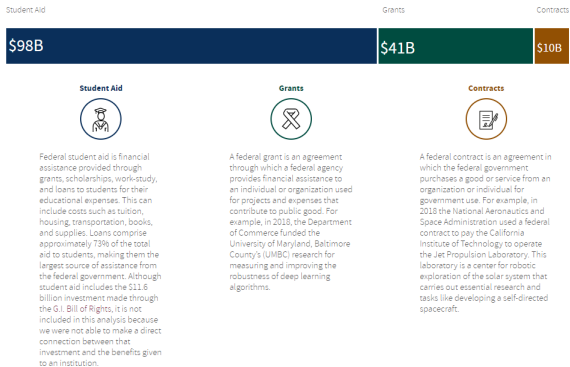 Student Aid Grants Contracts
$98B $41B $10B
Student Aid
Federal student aid is financial
assistance provided through
grants, scholarships, work-study,
and loans to students for their
educational expenses. This can
include costs such as tuition,
housing, transportation, books,
and supplies. Loans comprise
approximately 73% of the total
aid to students, making them the
largest source of assistance from
the federal government. Although
student aid includes the $11.6
billion investment made through
the G.I. Bill of Rights, it is not
included in this analysis because
we were not able to make a direct
connection between that
investment and the benefits given
to an institution.
Grants
A federal grant is an agreement
through which a federal agency
provides financial assistance to
an individual or organization used
for projects and expenses that
contribute to public good. For
example, in 2018, the Department
of Commerce funded the
University of Maryland, Baltimore
County's (UMBC) research for
measuring and improving the
robustness of deep learning
algorithms.
Contracts
A federal contract is an agreement in
which the federal government
purchases a good or service from an
organization or individual for
government use. For example, in
2018 the National Aeronautics and
Space Administration used a federal
contract to pay the California
Institute of Technology to operate
the Jet Propulsion Laboratory. This
laboratory is a center for robotic
exploration of the solar system that
carries out essential research and
tasks like developing a self-directed
spacecraft.